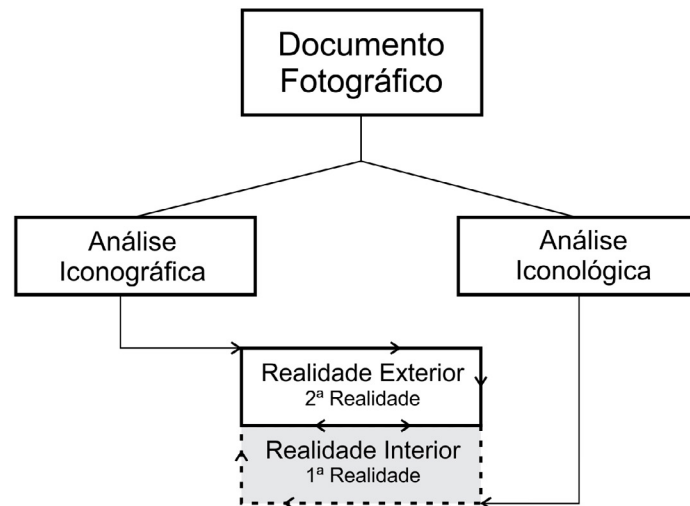 Documento
Fotográfico
Análise
Iconográfica
Análise
Iconológica
Realidade Exterior
2ª Realidade
Realidade Interior
1ª Realidade